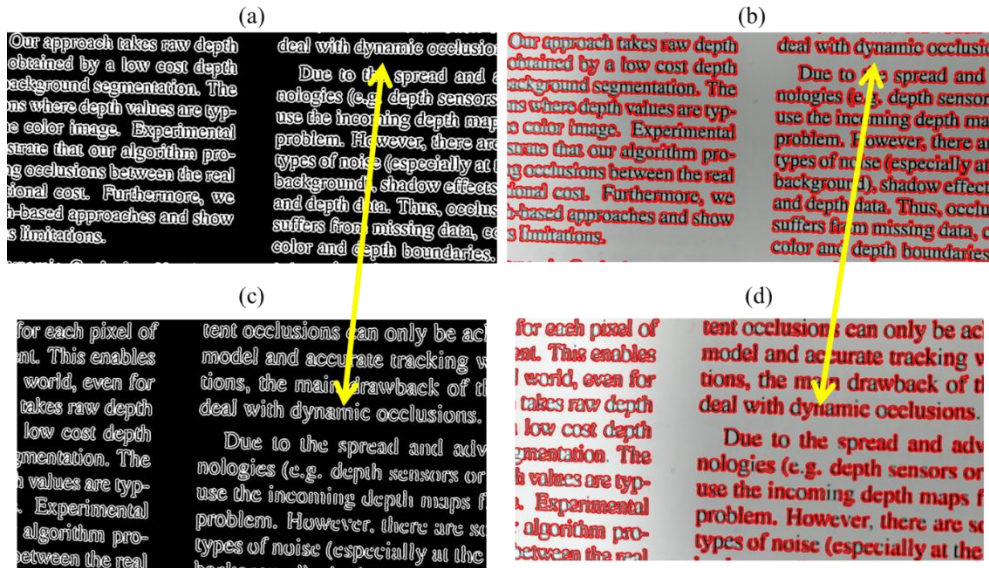 (a)
Our approach takes raw depth
obtained by a low cost depth
ackground segmentation. The
ns where depth values are typ-
e color image. Experimental
strate that our algorithm pro-
ng occlusions between the real
tional cost. Furthermore, we
h-based approaches and show
s limitations.
deal with dynamic occlusio
Due to the spread and a
nologies (e.g. depth sensors
use the incoming depth map
problem. However, there are
types of noise (especially at
background), shadow effects
and depth data. Thus, occlus
suffers from missing data, co
color and depth boundaries.
(b)
Our approach takes raw depth
obtained by a low cost depth
ackground segmentation. The
ns where depth values are typ-
e color image. Experimental
strate that our algorithm pro-
ng occlusions between the real
ional cost. Furthermore, we
h-based approaches and show
s limitations.
deal with dynamic occlusio
Due to the spread and
nologies (e.g. depth sensor
use the incoming depth ma
problem. However, there a
types of noise (especially at
background), shadow effect
and depth data. Thus, occlu
suffers from missing data, c
color and depth boundaries
(c)
for each pixel of
nt. This enables
world, even for
takes raw depth
low cost depth
gmentation. The
h values are typ-
. Experimental
algorithm pro-
between the real
tent occlusions can only be ac
model and accurate tracking w
tions, the main drawback of th
deal with dynamic occlusions.
Due to the spread and adv
nologies (e.g. depth sensors or
use the incoming depth maps f
problem. However, there are so
types of noise (especially at the
(d)
for each pixel of
nt. This enables
l world, even for
takes raw depth
a low cost depth
gmentation. The
h values are typ-
. Experimental
r algorithm pro-
between the real
tent occlusions can only be ac
model and accurate tracking w
tions, the main drawback of th
deal with dynamic occlusions.
Due to the spread and adv
nologies (e.g. depth sensors or
use the incoming depth maps f
problem. However, there are so
types of noise (especially at the